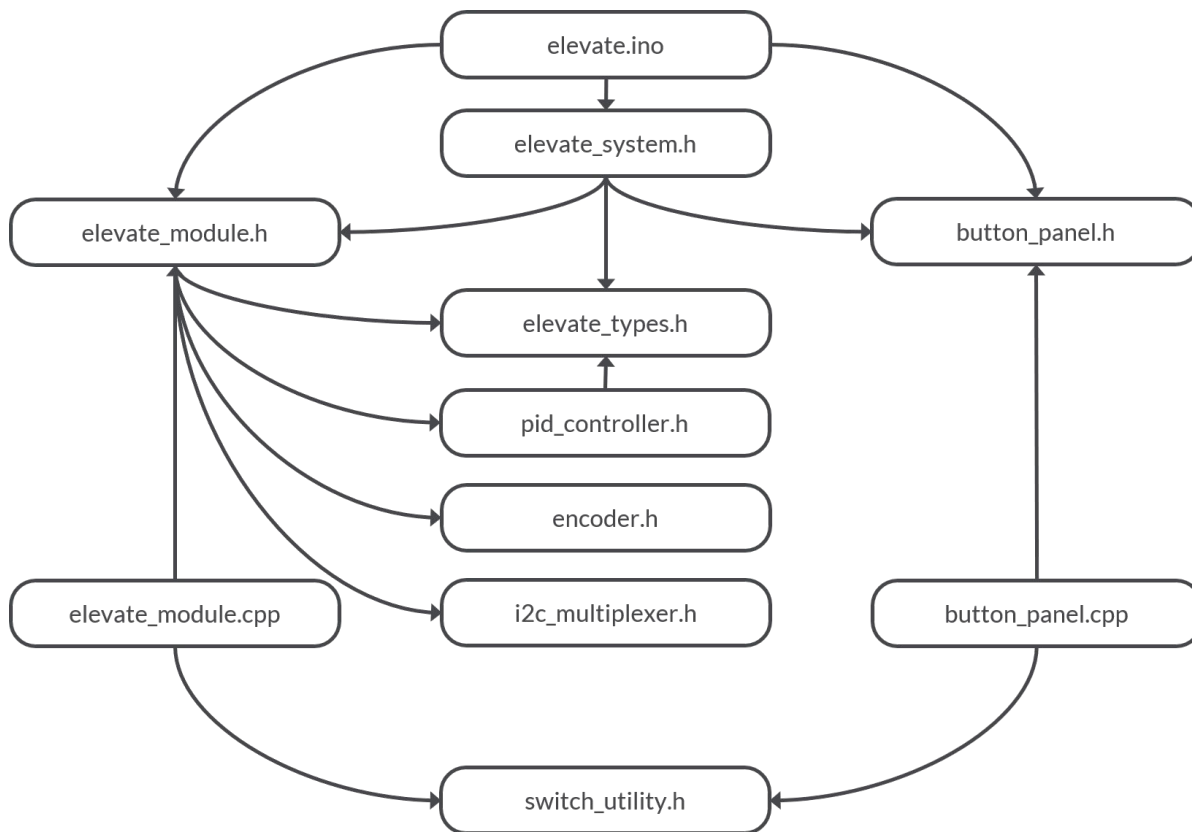 elevate.ino
elevate_system.h
elevate_module.h
button_panel.h
elevate_types.h
pid_controller.h
encoder.h
elevate_module.cpp
i2c_multiplexer.h
button_panel.cpp
switch_utility.h